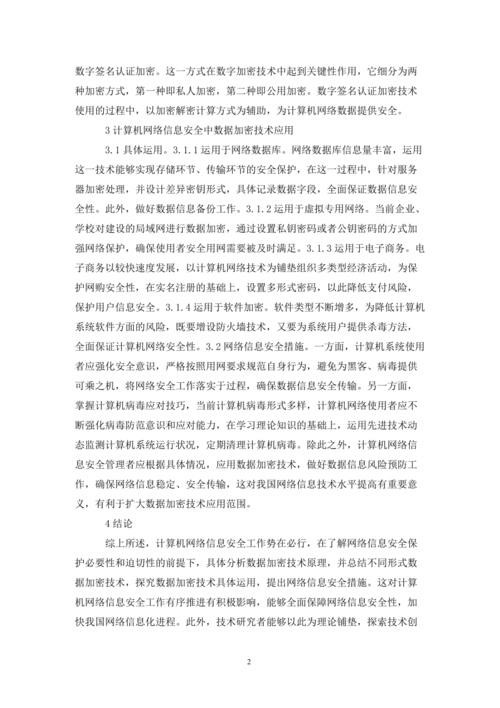 数字签名认证加密。这一方式在数字加密技术中起到关键性作用，它细分为两
种加密方式，第一种即私人加密，第二种即公用加密。数字签名认证加密技术
使用的过程中，以加密解密计算方式为辅助，为计算机网络数据提供安全。
3 计算机网络信息安全中数据加密技术应用
3.1 具体运用。3.1.1 运用于网络数据库。网络数据库信息量丰富，运用
这一技术能够实现存储环节、传输环节的安全保护，在这一过程中，针对服务
器加密处理，并设计差异密钥形式，具体记录数据字段，全面保证数据信息安
全性。此外，做好数据信息备份工作。3.1.2 运用于虚拟专用网络。当前企业、
学校对建设的局域网进行数据加密，通过设置私钥密码或者公钥密码的方式加
强网络保护，确保使用者安全用网需要被及时满足。3.1.3 运用于电子商务。电
子商务以较快速度发展，以计算机网络技术为铺垫组织多类型经济活动，为保
护网购安全性，在实名注册的基础上，设置多形式密码，以此降低支付风险，
保护用户信息安全。3.1.4 运用于软件加密。软件类型不断增多，为降低计算机
系统软件方面的风险，既要增设防火墙技术，又要为系统用户提供杀毒方法，
全面保证计算机网络安全性。3.2 网络信息安全措施。一方面，计算机系统使用
者应强化安全意识，严格按照用网要求规范自身行为，避免为黑客、病毒提供
可乘之机，将网络安全工作落实于过程，确保数据信息安全传输。另一方面，
掌握计算机病毒应对技巧，当前计算机病毒形式多样，计算机网络使用者应不
断强化病毒防范意识和应对能力，在学习理论知识的基础上，运用先进技术动
态监测计算机系统运行状况，定期清理计算机病毒。除此之外，计算机网络信
息安全管理者应根据具体情况，应用数据加密技术，做好数据信息风险预防工
作，确保网络信息稳定、安全传输，这对我国网络信息技术水平提高有重要意
义，有利于扩大数据加密技术应用范围。
4 结论
综上所述，计算机网络信息安全工作势在必行，在了解网络信息安全保
护必要性和迫切性的前提下，具体分析数据加密技术原理，并总结不同形式数
据加密技术，探究数据加密技术具体运用，提出网络信息安全措施。这对计算
机网络信息安全工作有序推进有积极影响，能够全面保障网络信息安全性，加
快我国网络信息化进程。此外，技术研究者能够以此为理论铺垫，探索技术创
2